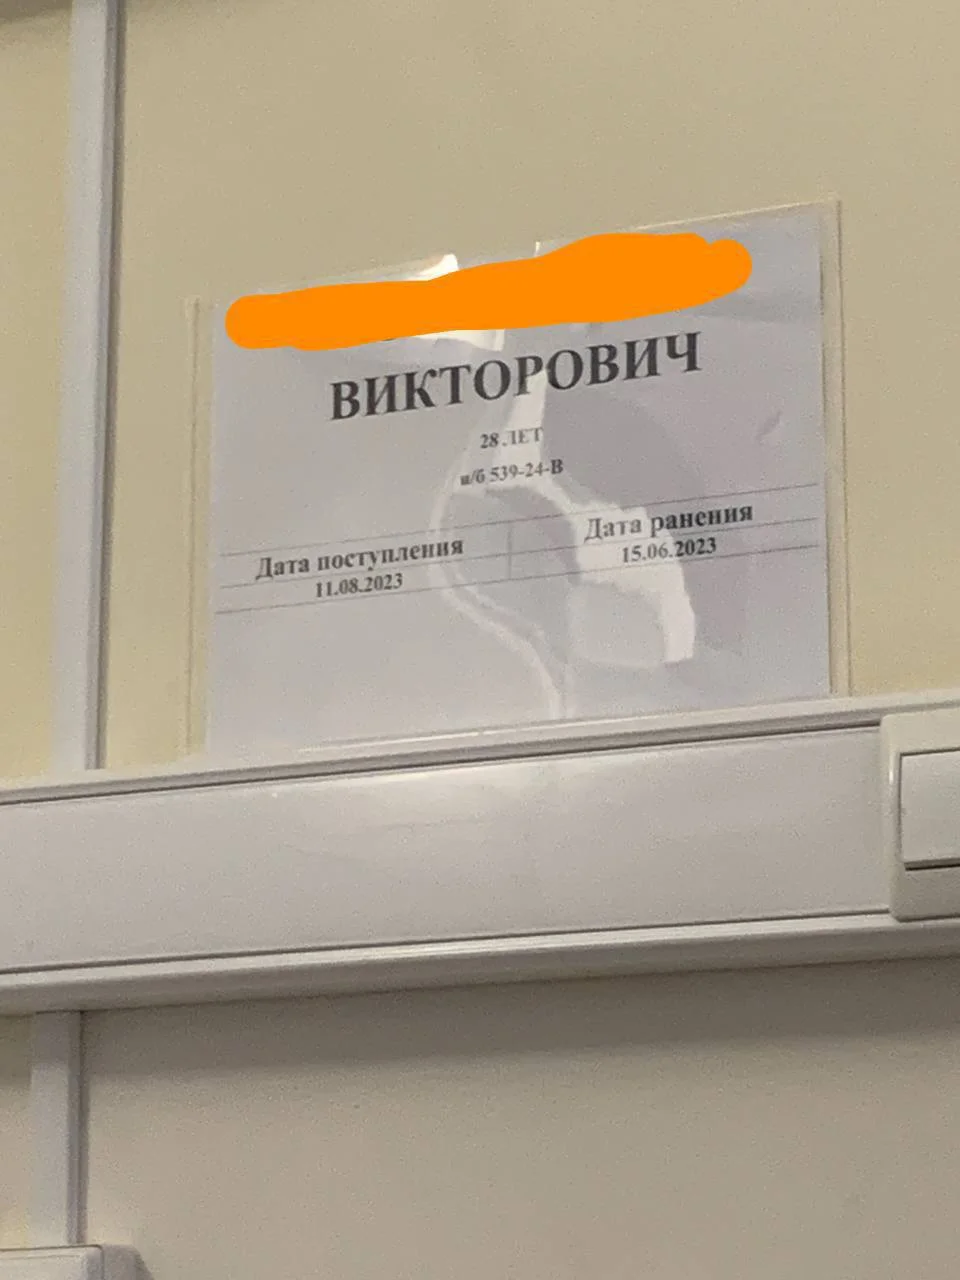 ВИКТОРОВИЧ
28 ЛЕТ
и/б 539-24-В
Дата поступления Дата ранения
11.08.2023 15.06.2023